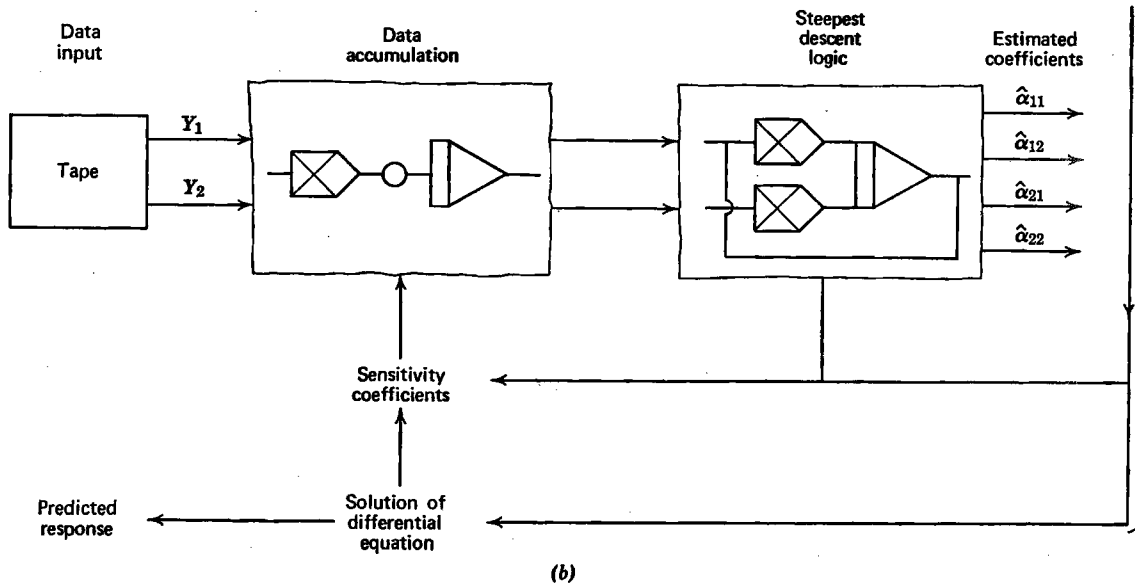 Data
input
Data
accumulation
Steepest
descent
logic
Estimated
coefficients
Tape
Y₁
Y₂
α̂₁₁
α̂₁₂
α̂₂₁
α̂₂₂
Sensitivity
coefficients
Predicted
response
Solution of
differential
equation
(b)